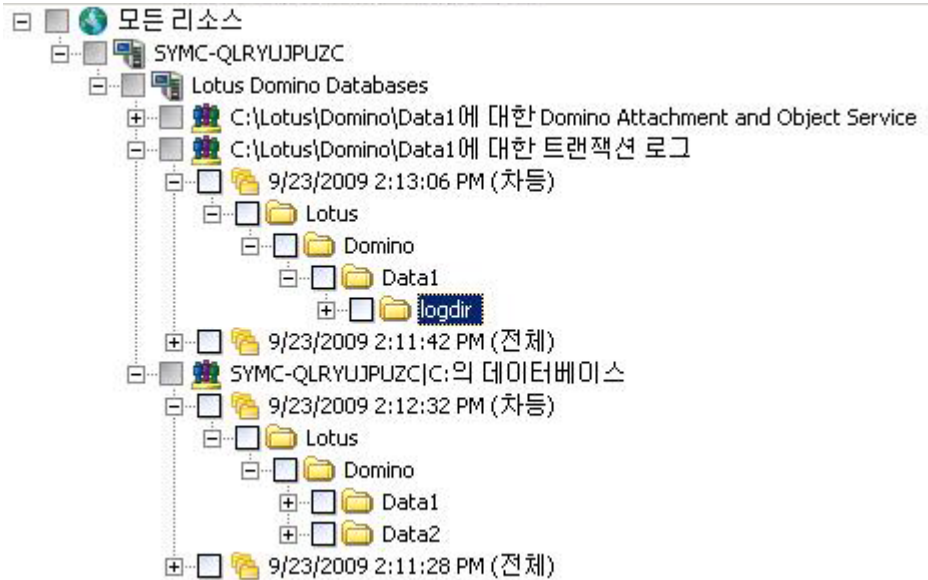 모든 리소스
SYMC-QLRYUJPUZC
Lotus Domino Databases
C:\Lotus\Domino\Data1에 대한 Domino Attachment and Object Service
C:\Lotus\Domino\Data1에 대한 트랜잭션 로그
9/23/2009 2:13:06 PM (차등)
Lotus
Domino
Data1
logdir
9/23/2009 2:11:42 PM (전체)
SYMC-QLRYUJPUZC|C:의 데이터베이스
9/23/2009 2:12:32 PM (차등)
Lotus
Domino
Data1
Data2
9/23/2009 2:11:28 PM (전체)